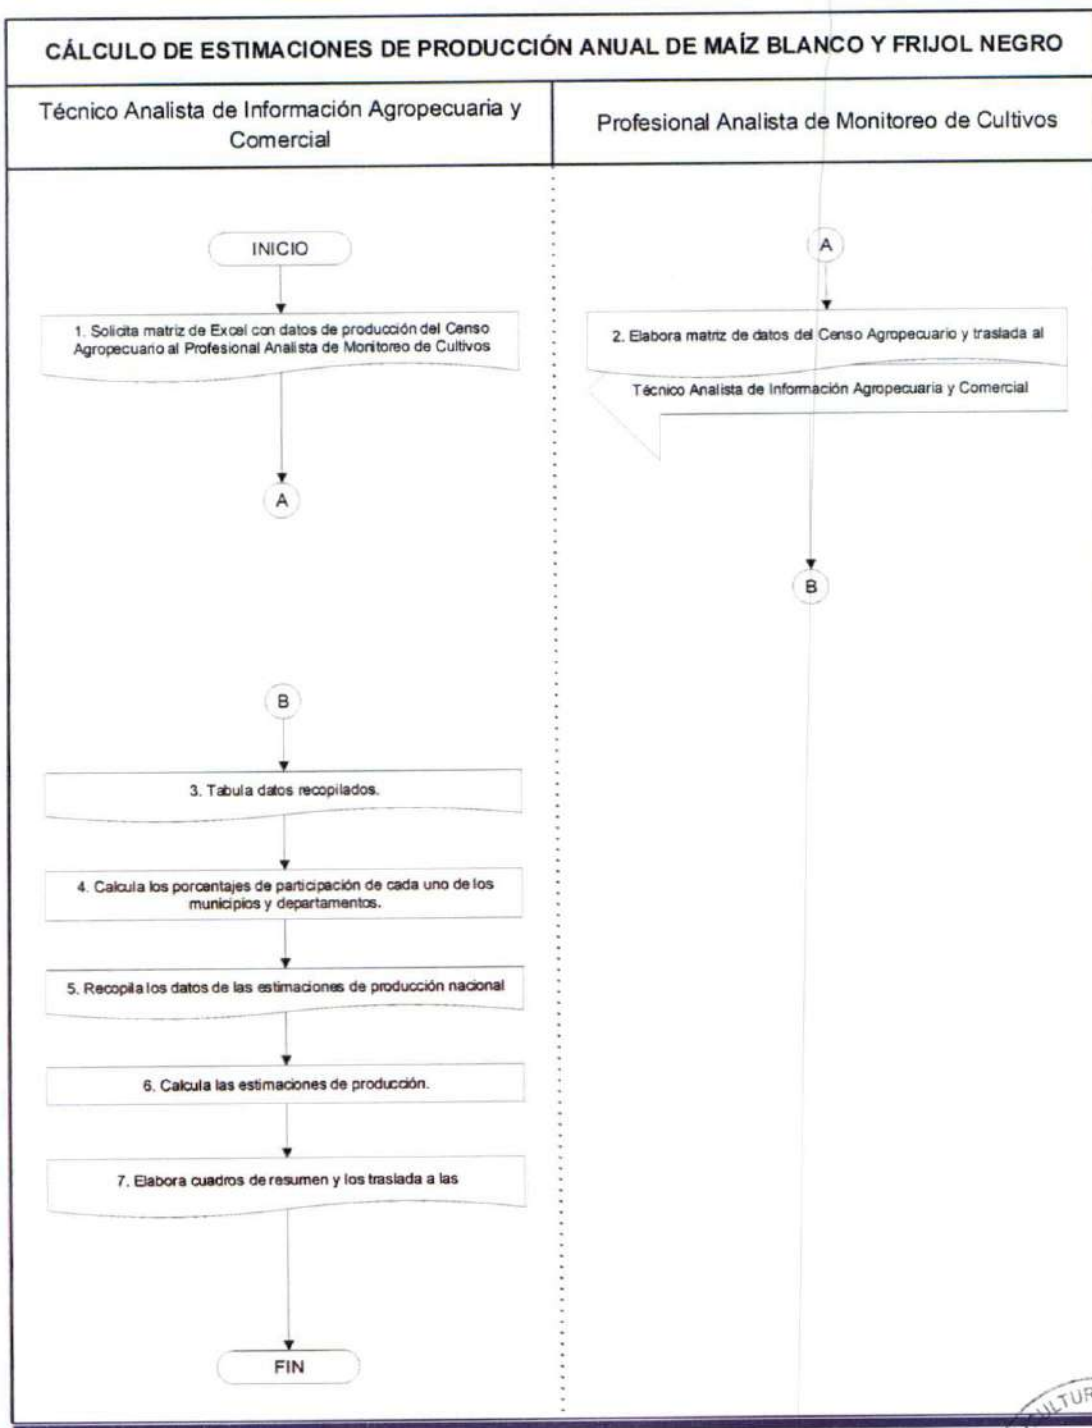 CÁLCULO DE ESTIMACIONES DE PRODUCCIÓN ANUAL DE MAÍZ BLANCO Y FRIJOL NEGRO
Técnico Analista de Información Agropecuaria y
Comercial
Profesional Analista de Monitoreo de Cultivos
INICIO
1. Solicita matriz de Excel con datos de producción del Censo
Agropecuario al Profesional Analista de Monitoreo de Cultivos
A
A
2. Elabora matriz de datos del Censo Agropecuario y traslada al
Técnico Analista de Información Agropecuaria y Comercial
B
B
3. Tabula datos recopilados.
4. Calcula los porcentajes de participación de cada uno de los
municipios y departamentos.
5. Recopila los datos de las estimaciones de producción nacional
6. Calcula las estimaciones de producción.
7. Elabora cuadros de resumen y los traslada a las
FIN